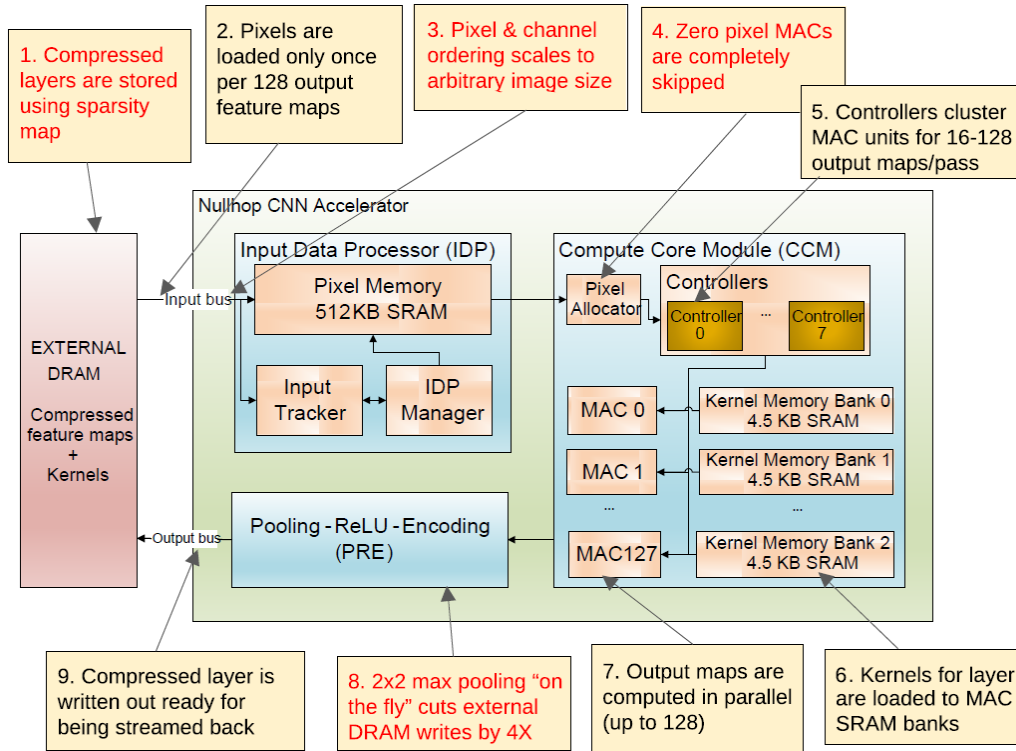 1. Compressed
layers are stored
using sparsity
map
2. Pixels are
loaded only once
per 128 output
feature maps
3. Pixel & channel
ordering scales to
arbitrary image size
4. Zero pixel MACs
are completely
skipped
5. Controllers cluster
MAC units for 16-128
output maps/pass
Nullhop CNN Accelerator
EXTERNAL
DRAM
Compressed
feature maps
+
Kernels
Input bus
Input Data Processor (IDP)
Pixel Memory
512KB SRAM
Input
Tracker
IDP
Manager
Compute Core Module (CCM)
Pixel
Allocator
Controllers
Controller
0
...
Controller
7
MAC 0
Kernel Memory Bank 0
4.5 KB SRAM
MAC 1
Kernel Memory Bank 1
4.5 KB SRAM
...
...
MAC127
Kernel Memory Bank 2
4.5 KB SRAM
Pooling - ReLU - Encoding
(PRE)
Output bus
9. Compressed layer is
written out ready for
being streamed back
8. 2x2 max pooling “on
the fly” cuts external
DRAM writes by 4X
7. Output maps are
computed in parallel
(up to 128)
6. Kernels for layer
are loaded to MAC
SRAM banks